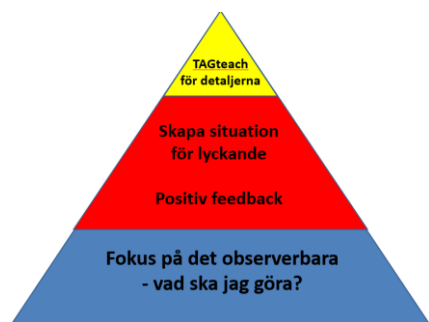 TAGteach
för detaljerna
Skapa situation
för lyckande
Positiv feedback
Fokus på det observerbara
- vad ska jag göra?